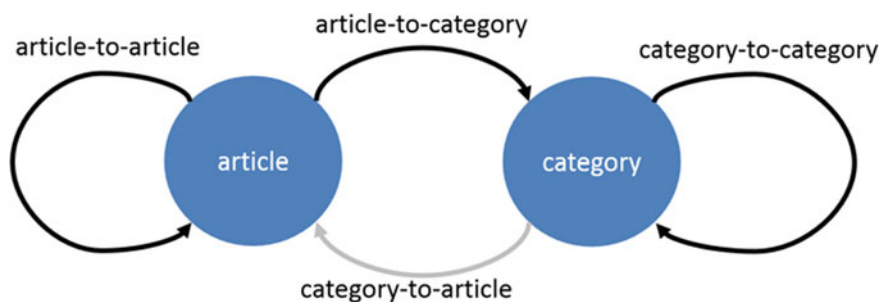 article-to-article
article-to-category
category-to-category
article
category
category-to-article